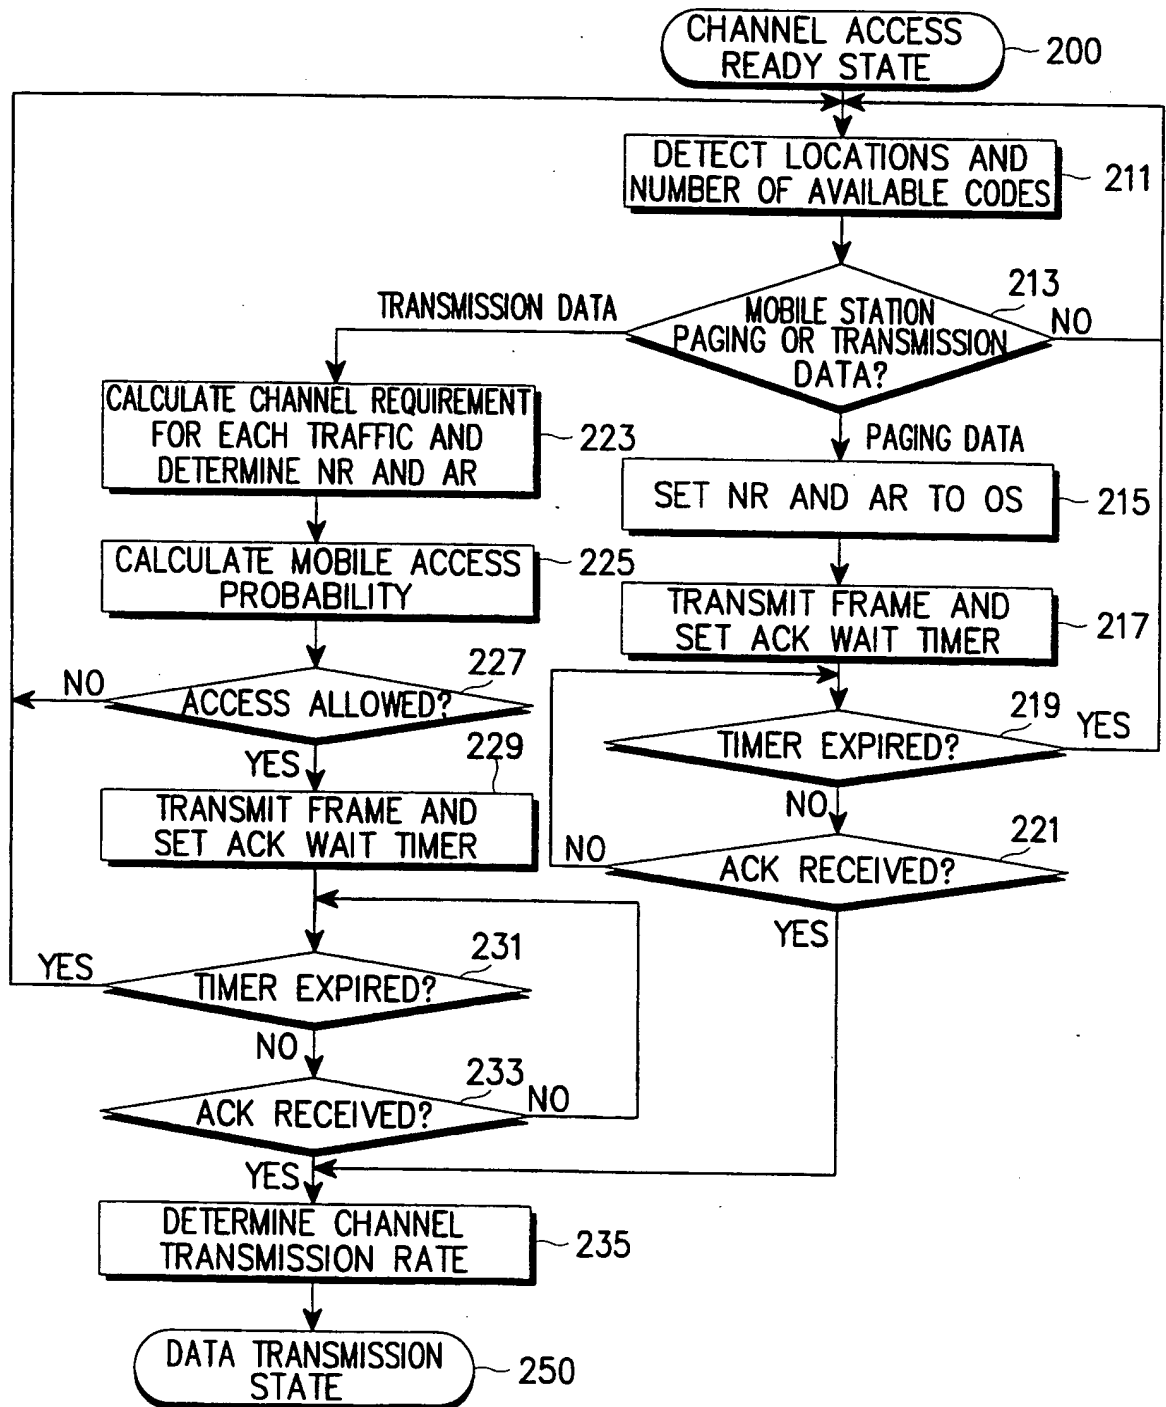 CHANNEL ACCESS
READY STATE
200
DETECT LOCATIONS AND
NUMBER OF AVAILABLE CODES
211
213
MOBILE STATION
PAGING OR TRANSMISSION
DATA?
TRANSMISSION DATA
NO
PAGING DATA
CALCULATE CHANNEL REQUIREMENT
FOR EACH TRAFFIC AND
DETERMINE NR AND AR
223
SET NR AND AR TO OS
215
CALCULATE MOBILE ACCESS
PROBABILITY
225
TRANSMIT FRAME AND
SET ACK WAIT TIMER
217
227
NO
ACCESS ALLOWED?
YES
219
TIMER EXPIRED?
YES
NO
229
TRANSMIT FRAME AND
SET ACK WAIT TIMER
221
NO
ACK RECEIVED?
YES
231
YES
TIMER EXPIRED?
NO
233
ACK RECEIVED?
NO
YES
DETERMINE CHANNEL
TRANSMISSION RATE
235
DATA TRANSMISSION
STATE
250